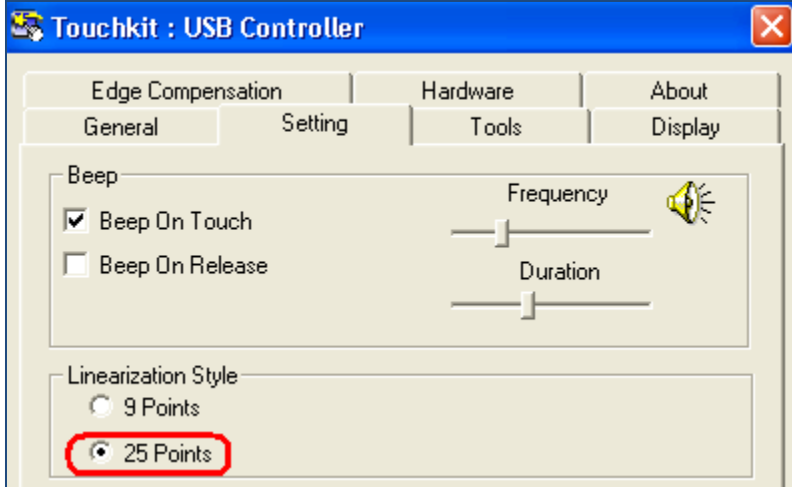 Touchkit : USB Controller
Edge Compensation Hardware About
General Setting Tools Display
Beep
Frequency
Beep On Touch
Beep On Release
Duration
Linearization Style
9 Points
25 Points